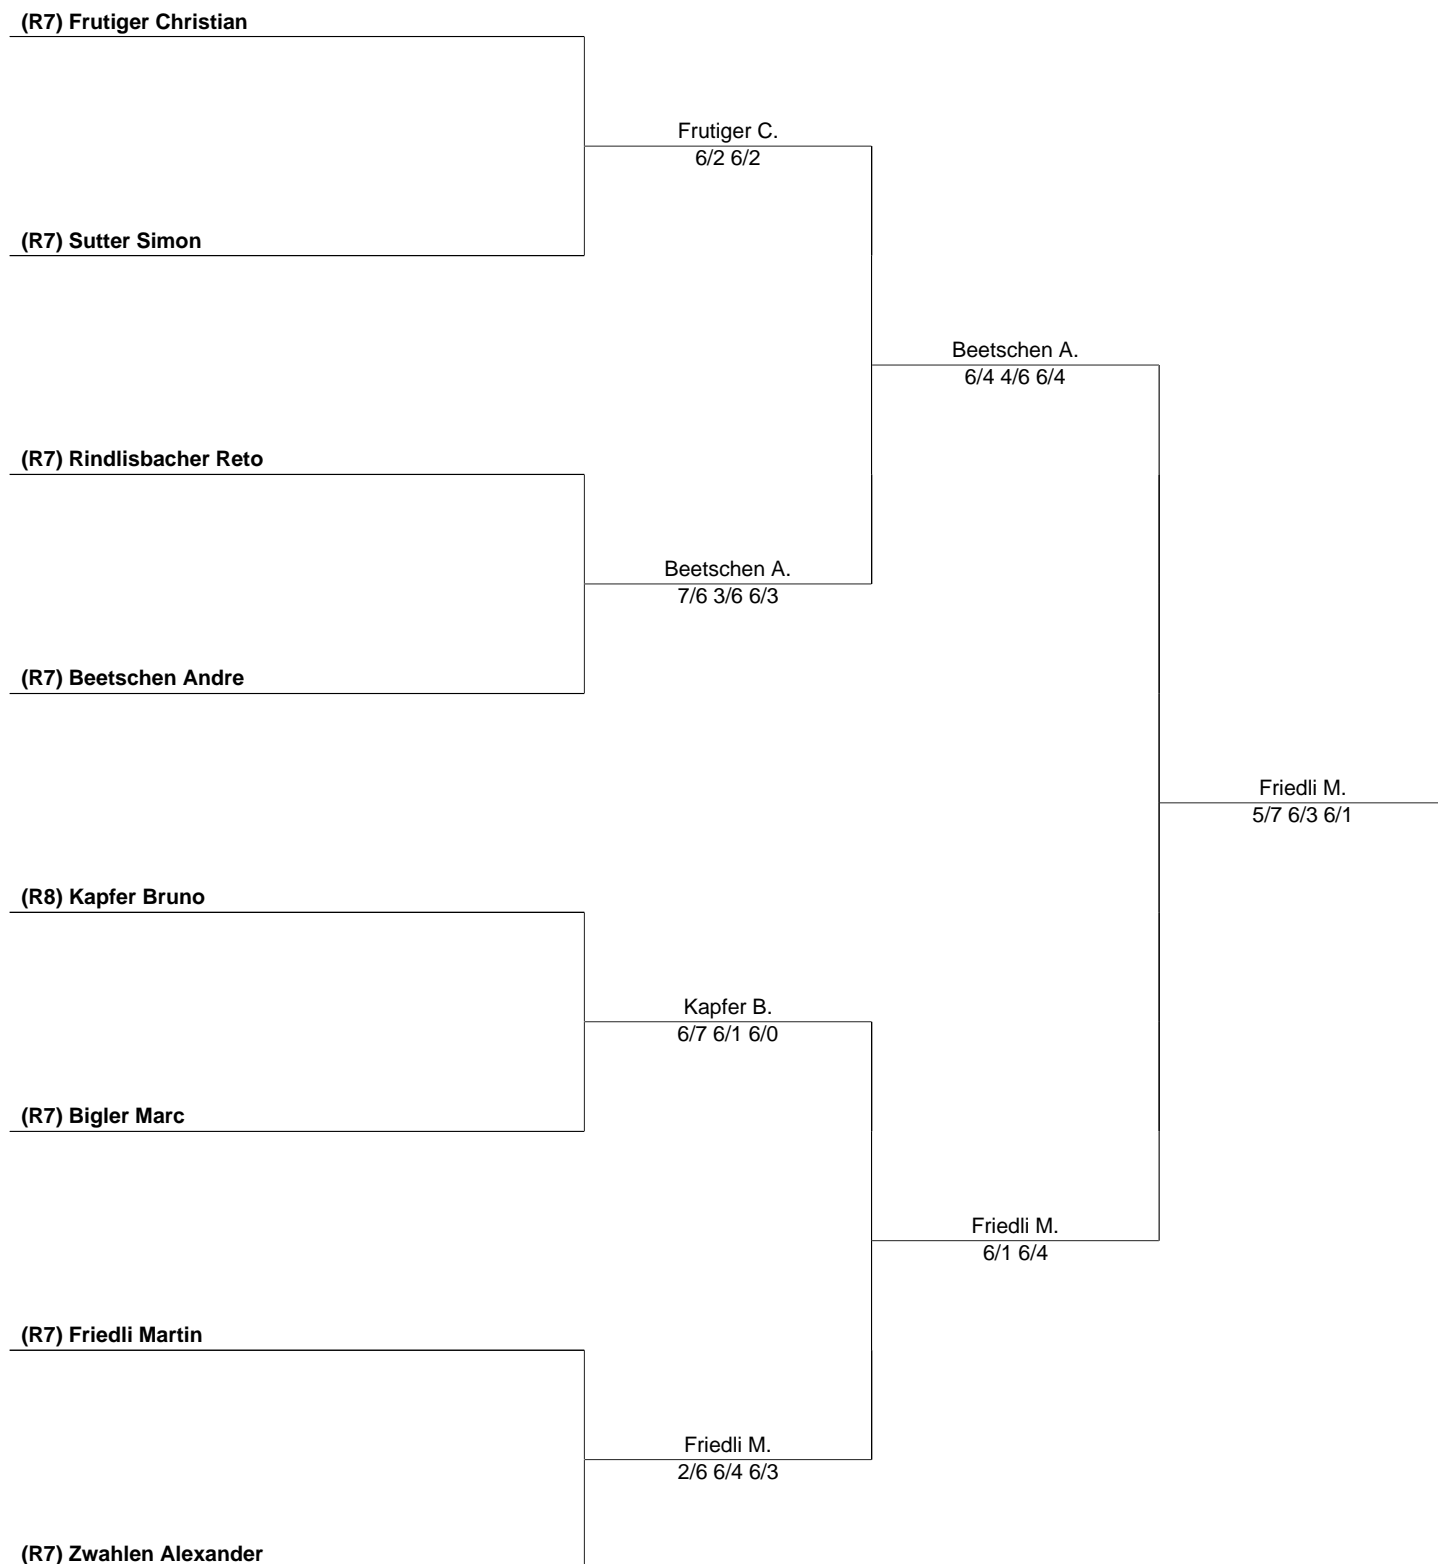 (R7) Frutiger Christian
Frutiger C.
6/2 6/2
(R7) Sutter Simon
Beetschen A.
6/4 4/6 6/4
(R7) Rindlisbacher Reto
Beetschen A.
7/6 3/6 6/3
(R7) Beetschen Andre
Friedli M.
5/7 6/3 6/1
(R8) Kapfer Bruno
Kapfer B.
6/7 6/1 6/0
(R7) Bigler Marc
Friedli M.
6/1 6/4
(R7) Friedli Martin
Friedli M.
2/6 6/4 6/3
(R7) Zwahlen Alexander